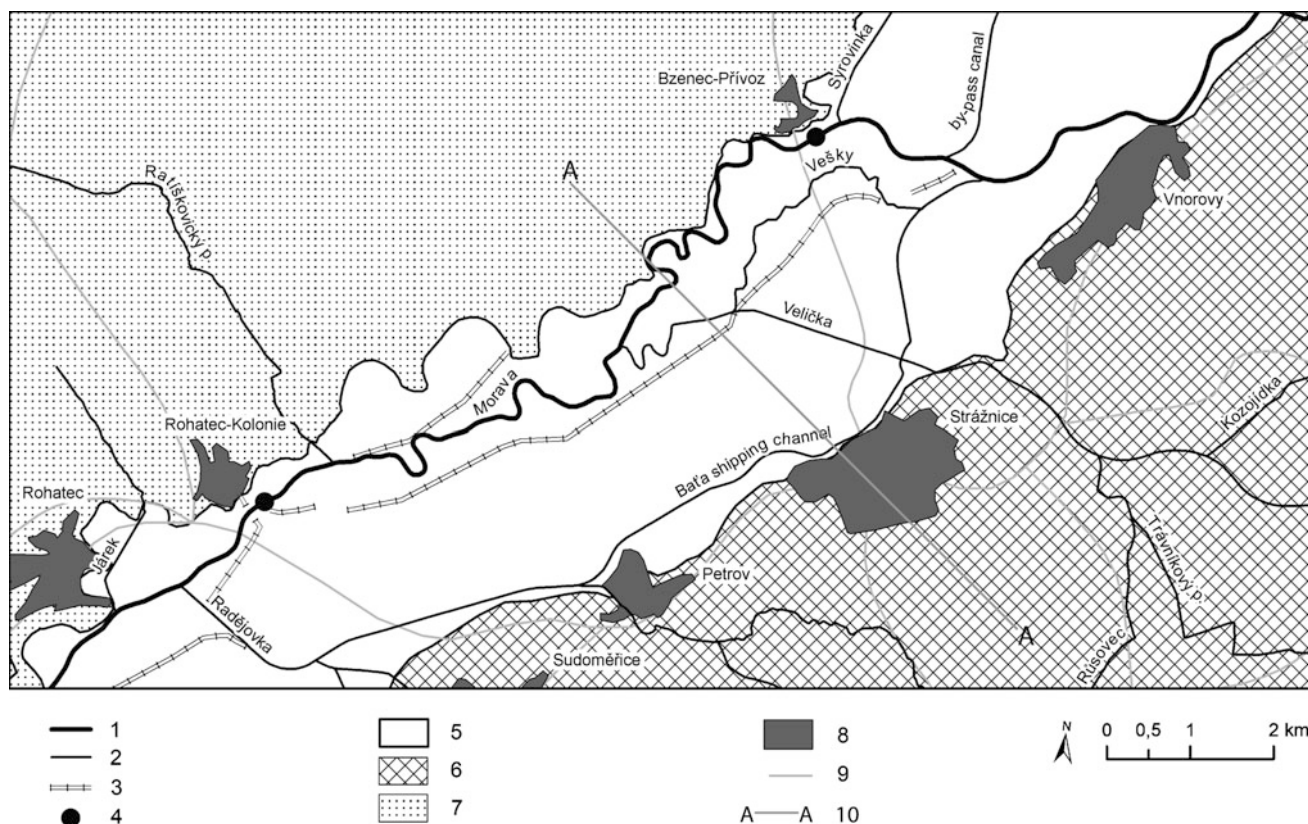 Bzenec-Přívoz
Syrovinka
by-pass canal
A
Vešky
Ratíškovický p.
Vnorovy
Velička
Morava
Rohatec-Kolonie
Strážnice
Kozojídka
Baťa shipping channel
Rohatec
Járek
Petrov
Trávníkový p.
Radějovka
A
Sudoměřice
Růsovec
1
2
3
4
5
6
7
8
9
A A 10
N
0 0,5 1 2 km